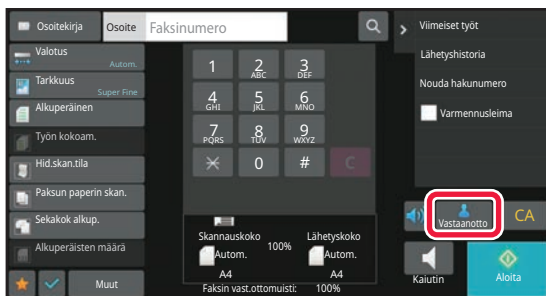 Osoitekirja
Osoite
Faksinumero
Viimeiset työt
Valotus
Autom.
Lähetyshistoria
Tarkkuus
Super Fine
Nouda hakunumero
Alkuperäinen
Varmennusleima
Työn kokoam.
Hid.skan.tila
Paksun paperin skan.
Sekakok alkup.
Alkuperäisten määrä
Muut
1
2
ABC
3
DEF
4
GHI
5
JKL
6
MNO
7
PQRS
8
TUV
9
WXYZ
0
#
C
Skannauskoko
100%
Lähetyskoko
Autom.
Autom.
A4
A4
Faksin vast.ottomuisti: 100%
Vastaanotto
CA
Kaiutin
Aloita